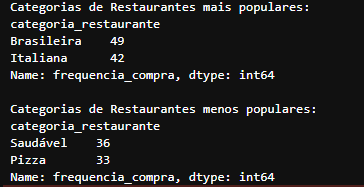 Categorias de Restaurantes mais populares:
categoria_restaurante
Brasileira    49
Italiana      42
Name: frequencia_compra, dtype: int64

Categorias de Restaurantes menos populares:
categoria_restaurante
Saudável    36
Pizza       33
Name: frequencia_compra, dtype: int64